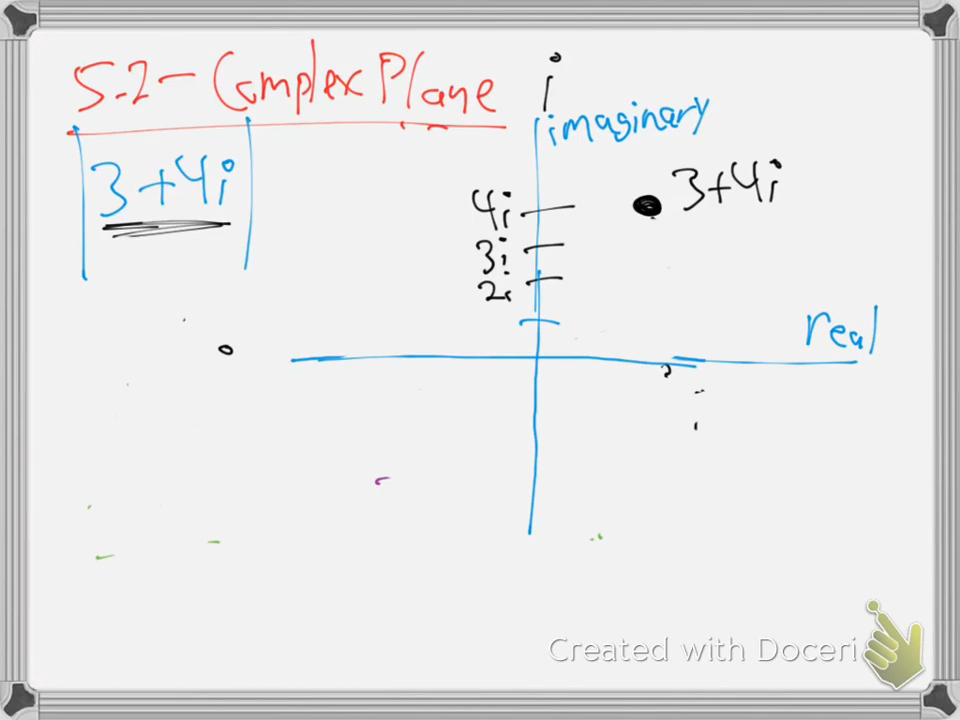 5.2 - Complex Plane
i
imaginary
3+4i
3+4i
4i
3i
2i
real
Created with Doceri